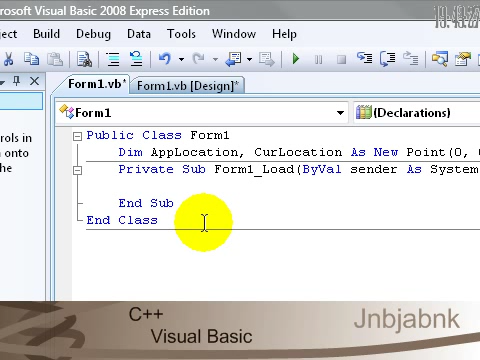 rosoft Visual Basic 2008 Express Edition
ject Build Debug Data Tools Window Help
Form1.vb* Form1.vb [Design]*
Form1 (Declarations)
rols in
onto
he
Public Class Form1
Dim AppLocation, CurLocation As New Point(0,
Private Sub Form1_Load(ByVal sender As System
End Sub
End Class
C++
Visual Basic
Jnbjabnk